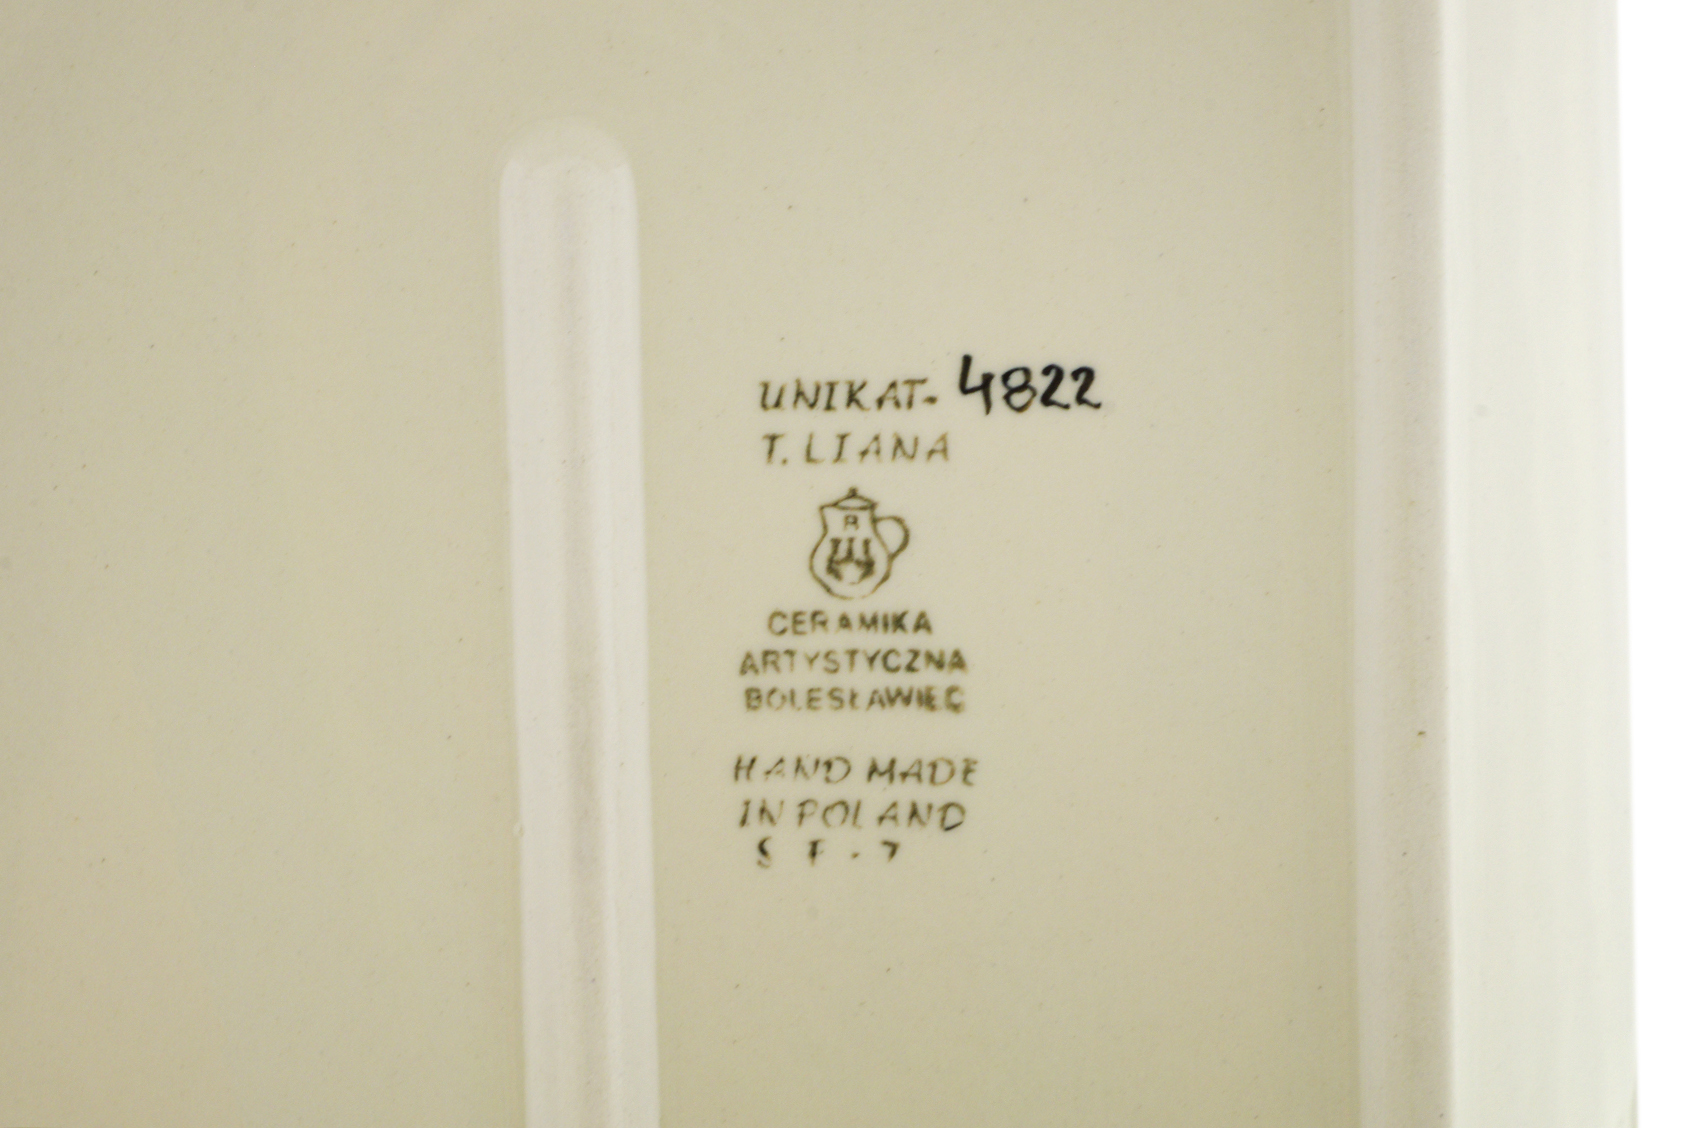 UNIKAT- 4822
T. LIANA
B
CERAMIKA
ARTYSTYCZNA
BOLESŁAWIEC
HAND MADE
IN POLAND